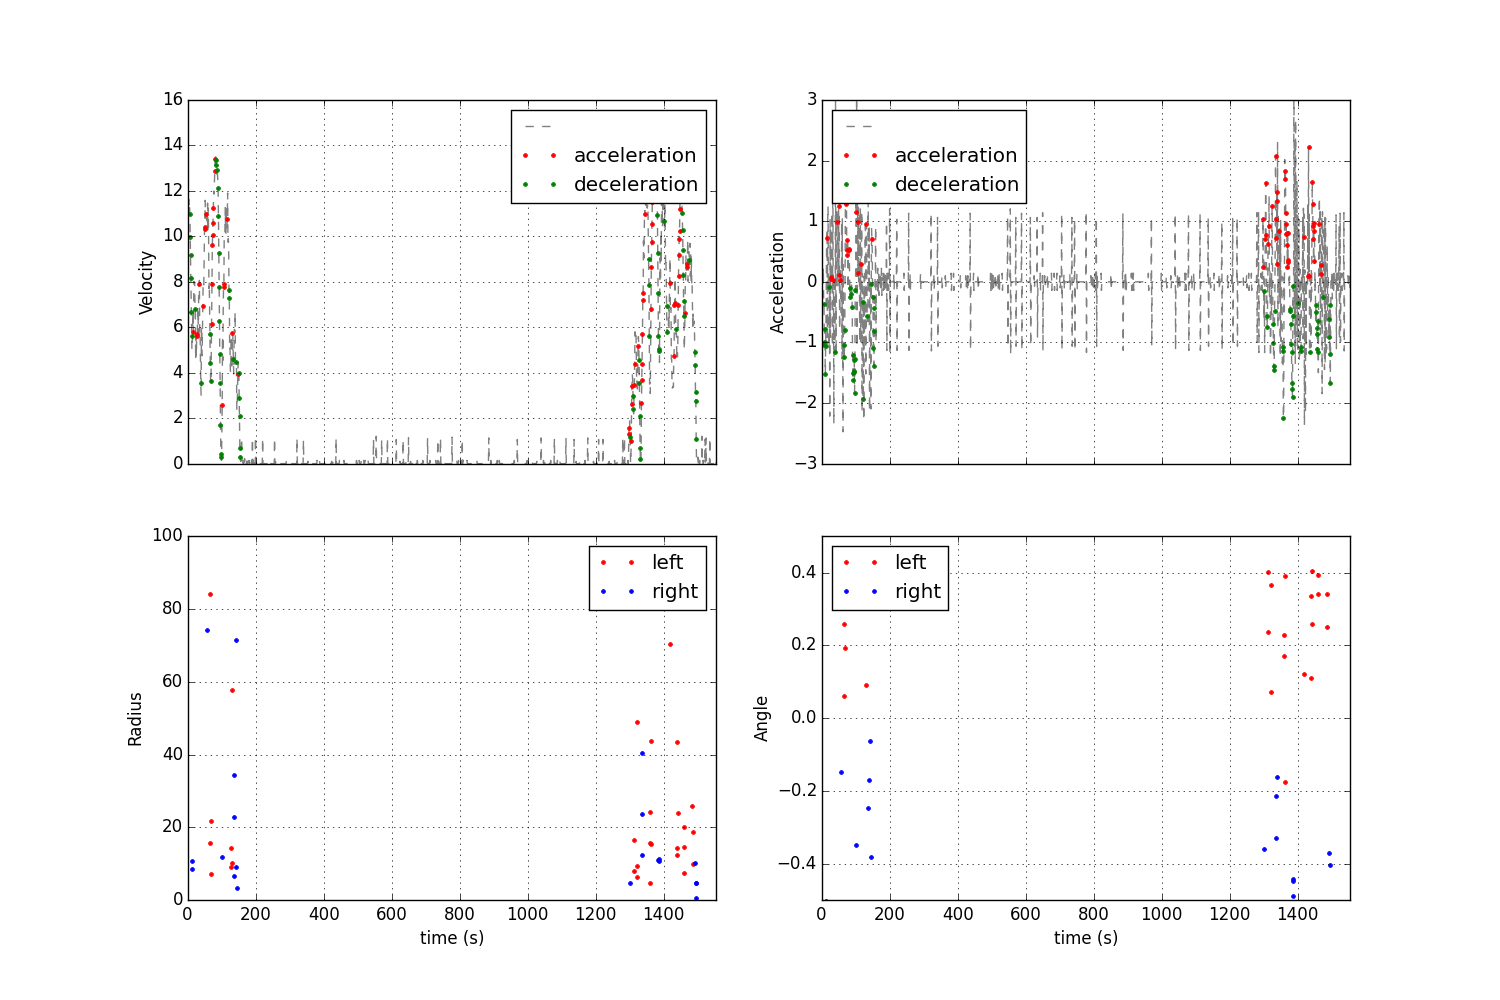 16
14
12
10
8
6
4
2
0
Velocity
acceleration
deceleration
3
2
1
0
−1
−2
−3
Acceleration
acceleration
deceleration
100
80
60
40
20
0
Radius
left
right
0 200 400 600 800 1000 1200 1400
time (s)
0.4
0.2
0.0
−0.2
−0.4
Angle
left
right
0 200 400 600 800 1000 1200 1400
time (s)